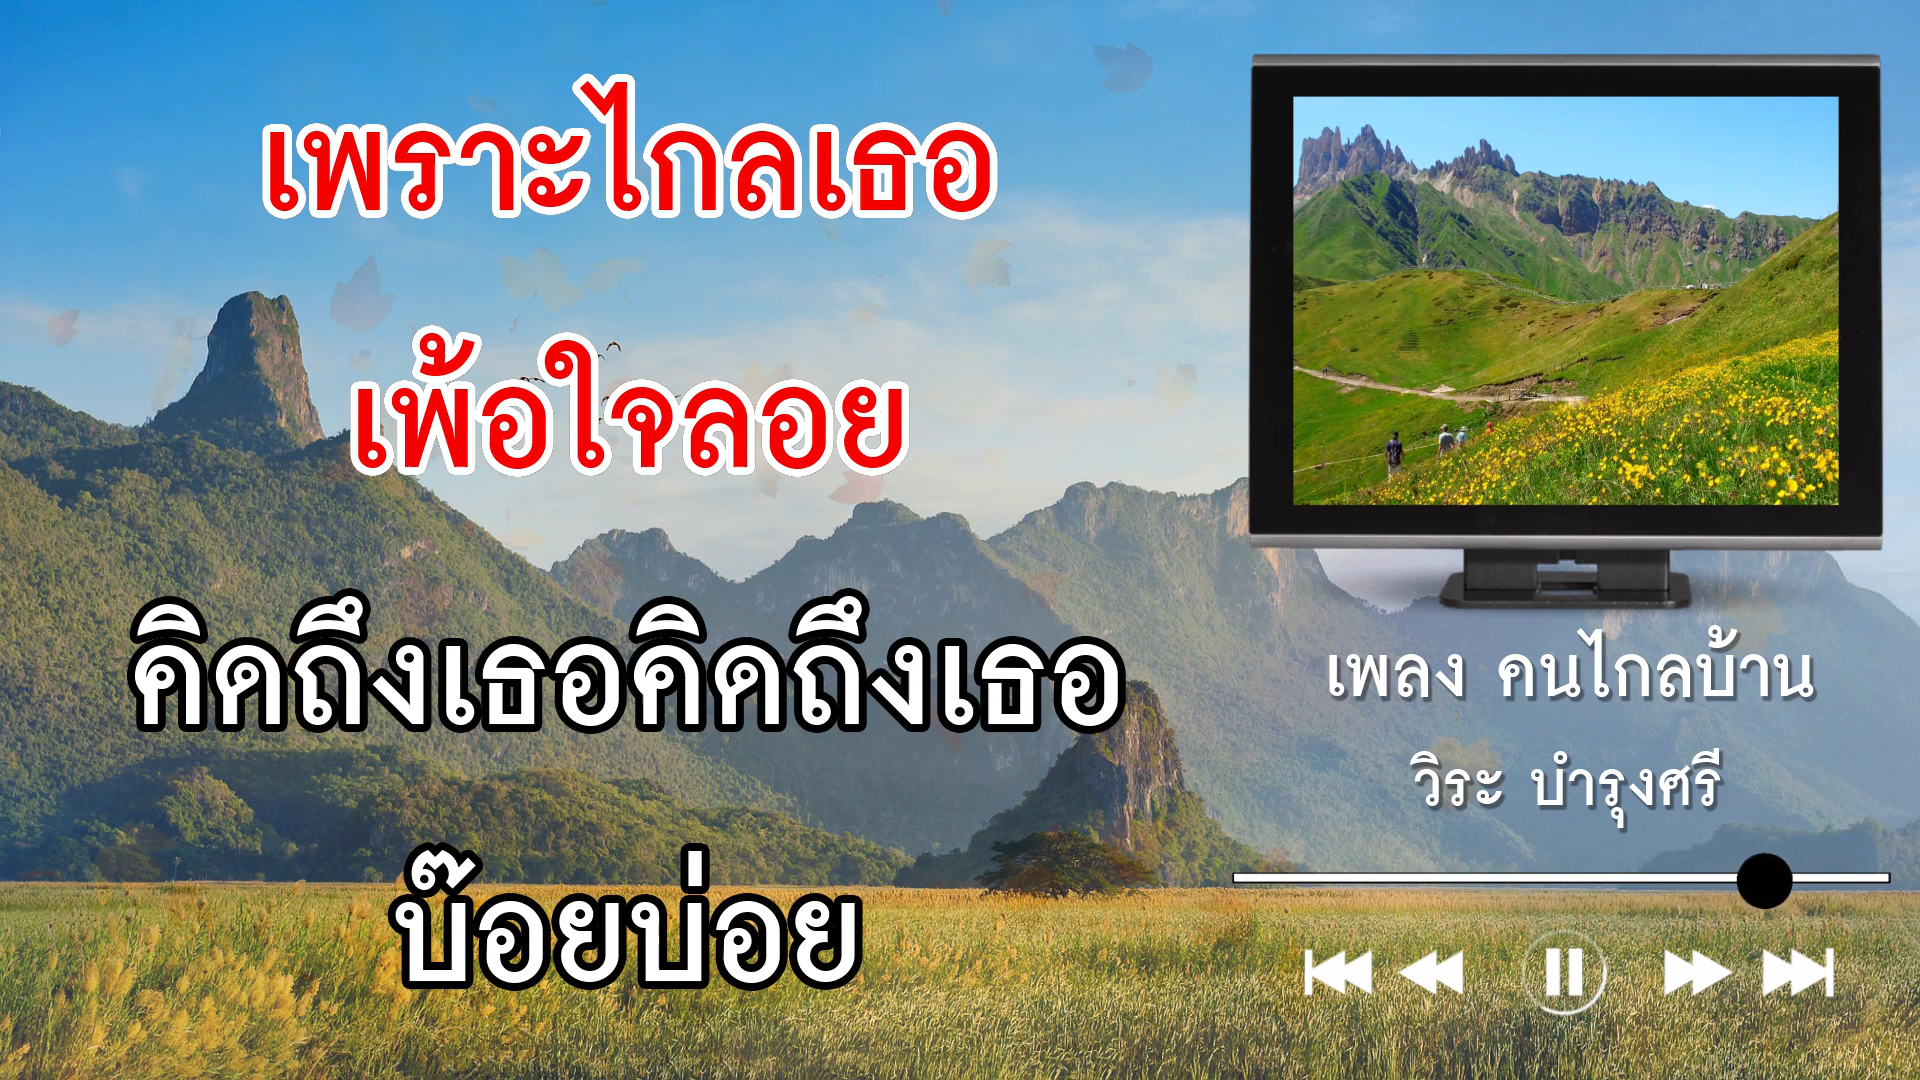 เพราะไกลเธอ
เพ้อใจลอย
คิดถึงเธอคิดถึงเธอ
บ๊อยบ่อย
เพลง คนไกลบ้าน
วิระ บำรุงศรี